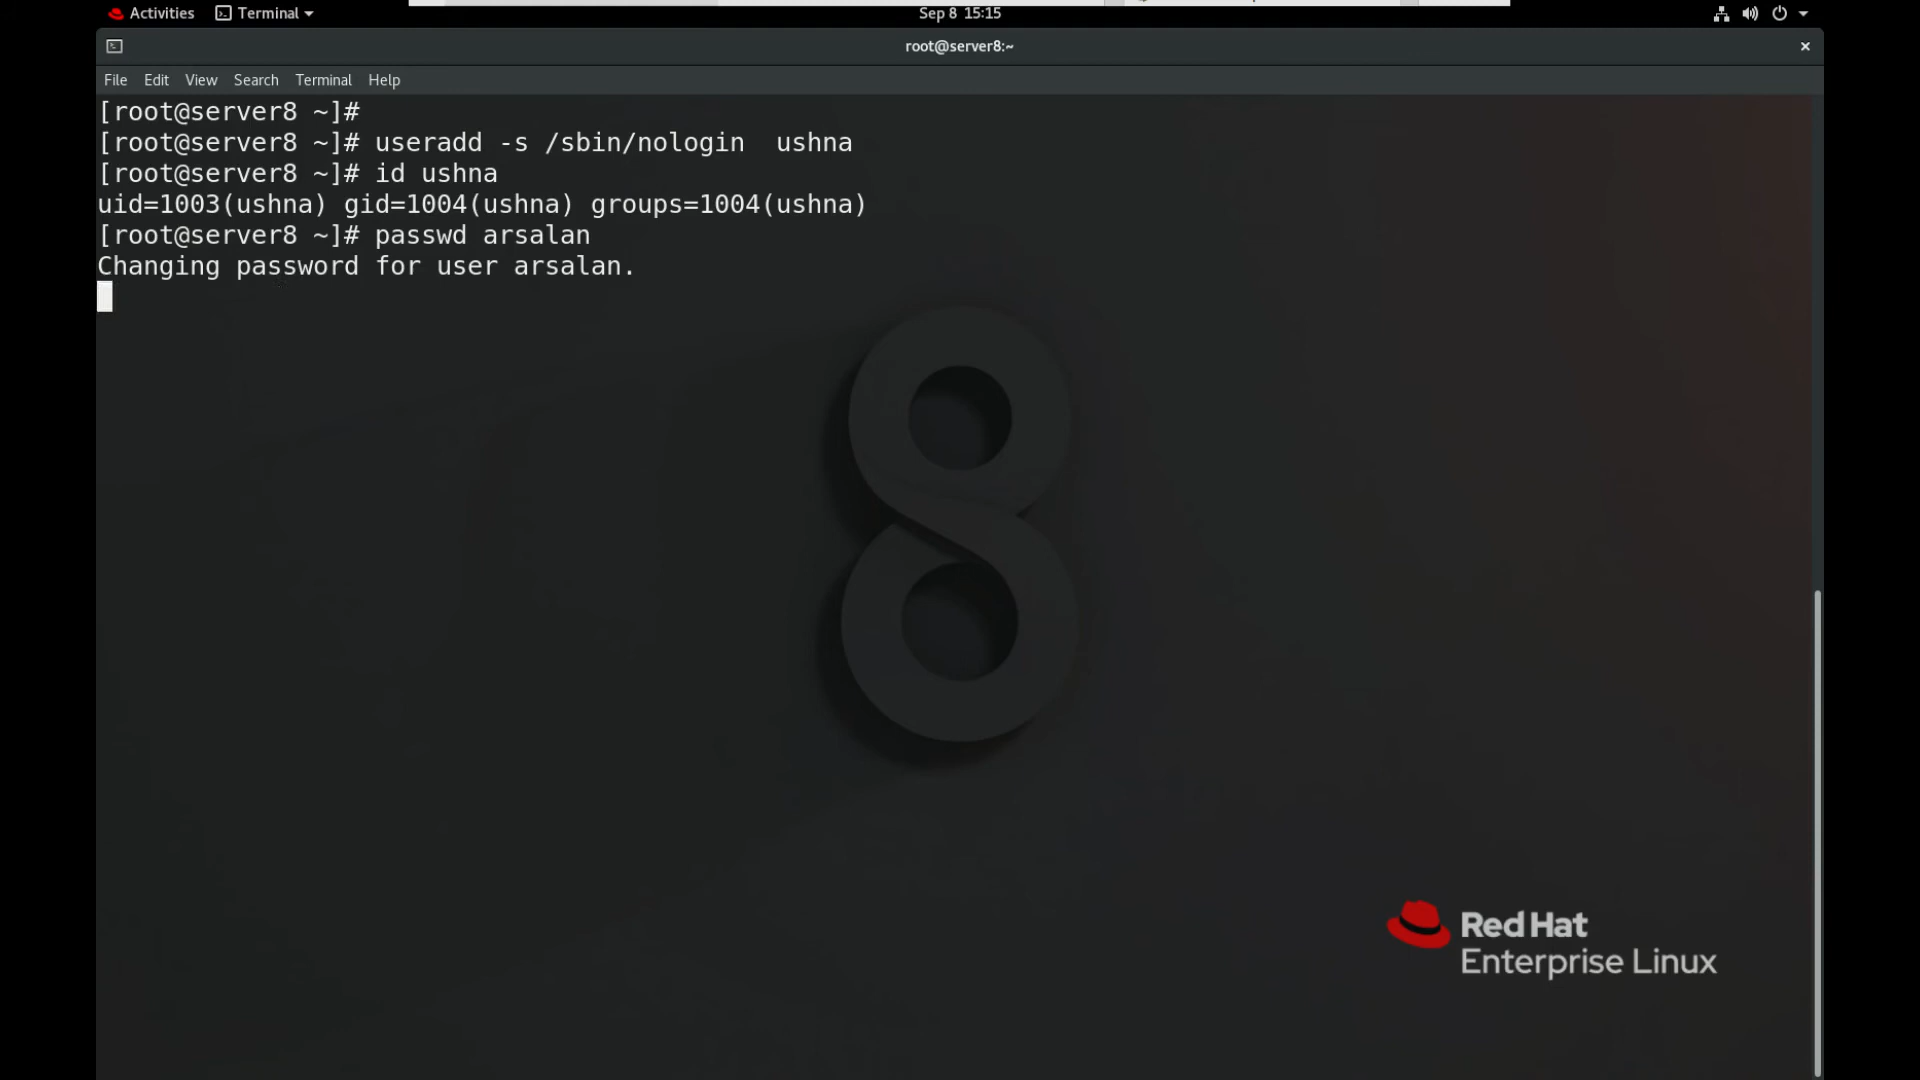 Activities Terminal Sep 8 15:15
root@server8:~
File Edit View Search Terminal Help
[root@server8 ~]#
[root@server8 ~]# useradd -s /sbin/nologin  ushna
[root@server8 ~]# id ushna
uid=1003(ushna) gid=1004(ushna) groups=1004(ushna)
[root@server8 ~]# passwd arsalan
Changing password for user arsalan.
8
Red Hat
Enterprise Linux